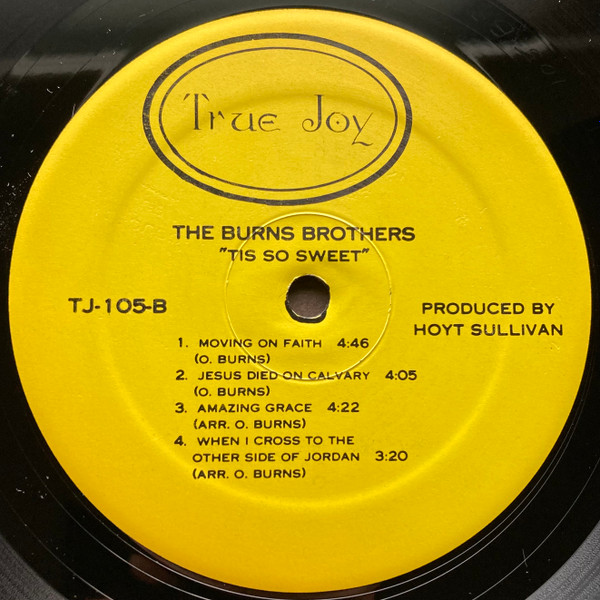 True Joy
THE BURNS BROTHERS
"TIS SO SWEET"
TJ-105-B
PRODUCED BY
HOYT SULLIVAN
1. MOVING ON FAITH 4:46
(O. BURNS)
2. JESUS DIED ON CALVARY 4:05
(O. BURNS)
3. AMAZING GRACE 4:22
(ARR. O. BURNS)
4. WHEN I CROSS TO THE
OTHER SIDE OF JORDAN 3:20
(ARR. O. BURNS)